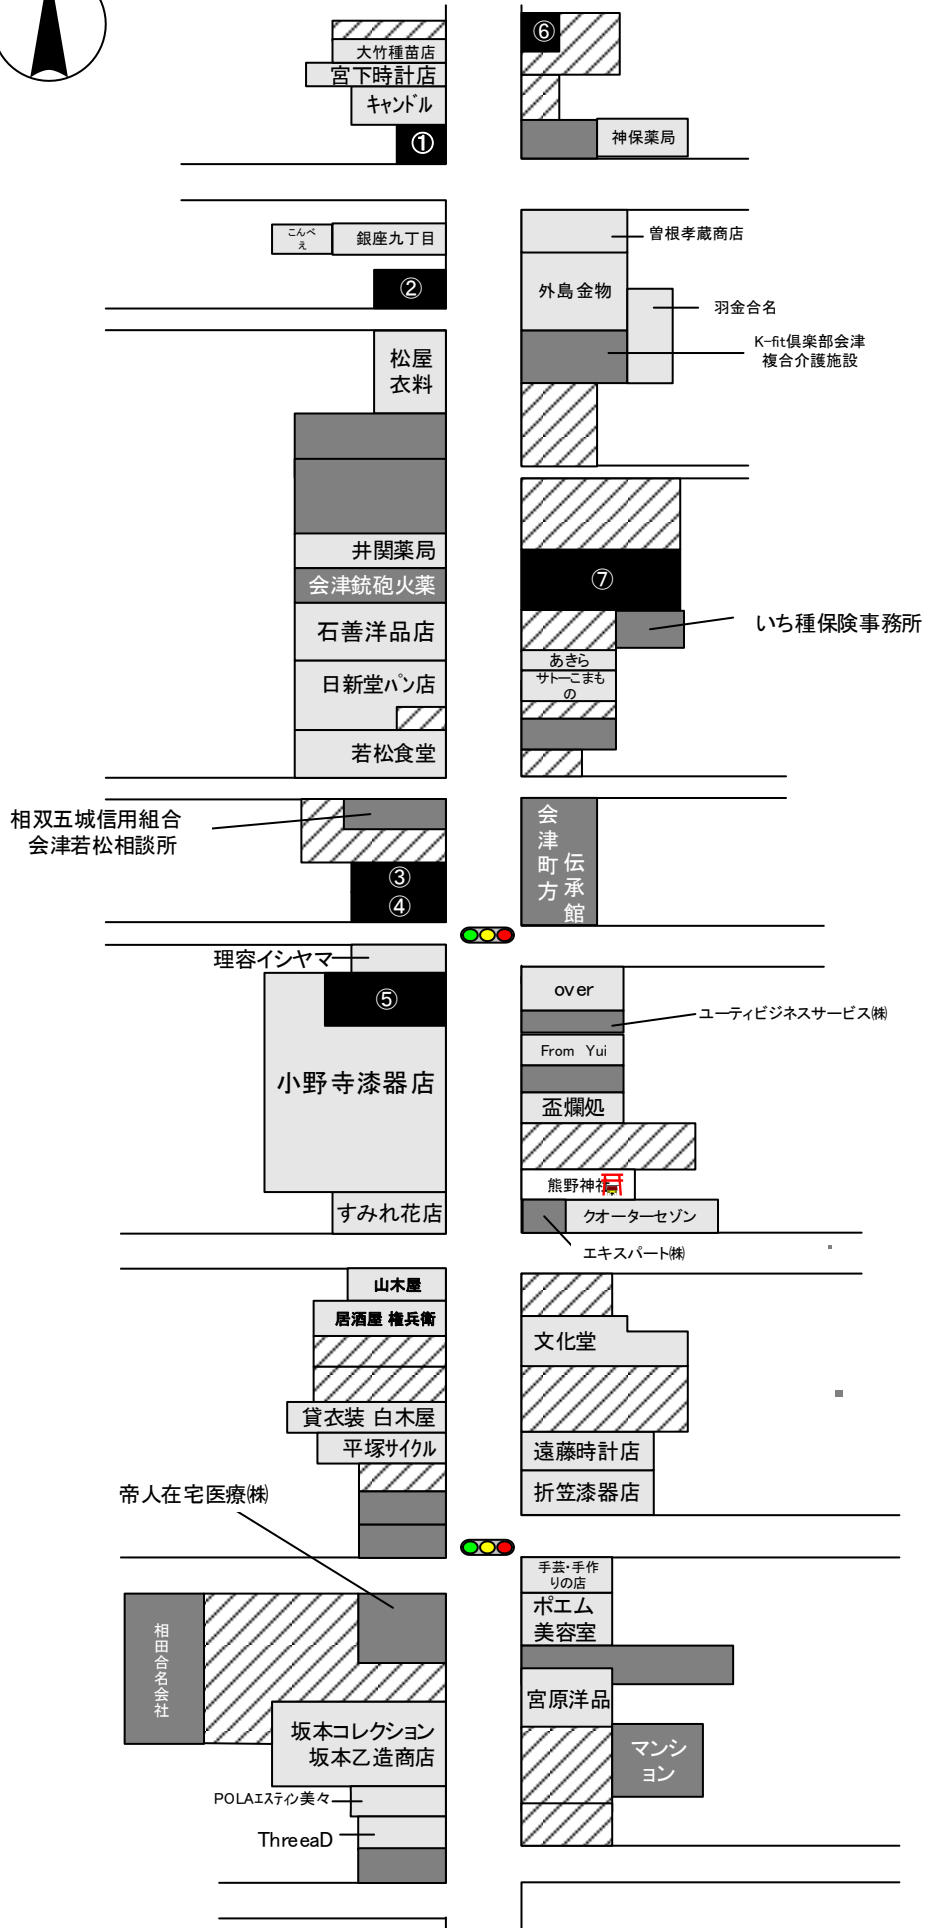 大竹種苗店
宮下時計店
キャンドル
①
こんべ
え
銀座九丁目
②
松屋
衣料
井関薬局
会津銃砲火薬
石善洋品店
日新堂パン店
若松食堂
相双五城信用組合
会津若松相談所
③
④
理容イシヤマ
⑤
小野寺漆器店
すみれ花店
山木屋
居酒屋 権兵衛
貸衣装 白木屋
平塚サイクル
帝人在宅医療㈱
相田合名会社
坂本コレクション
坂本乙造商店
POLAエステイン美々
ThreeaD
⑥
神保薬局
曽根孝蔵商店
外島金物
羽金合名
K-fit倶楽部会津
複合介護施設
⑦
いち種保険事務所
あきら
サトーこまも
の
会津町方
伝承館
over
ユーティビジネスサービス㈱
From Yui
盃爛処
熊野神社
クオーターセゾン
エキスパート㈱
文化堂
遠藤時計店
折笠漆器店
手芸・手作
りの店
ポエム
美容室
宮原洋品
マンシ
ョン